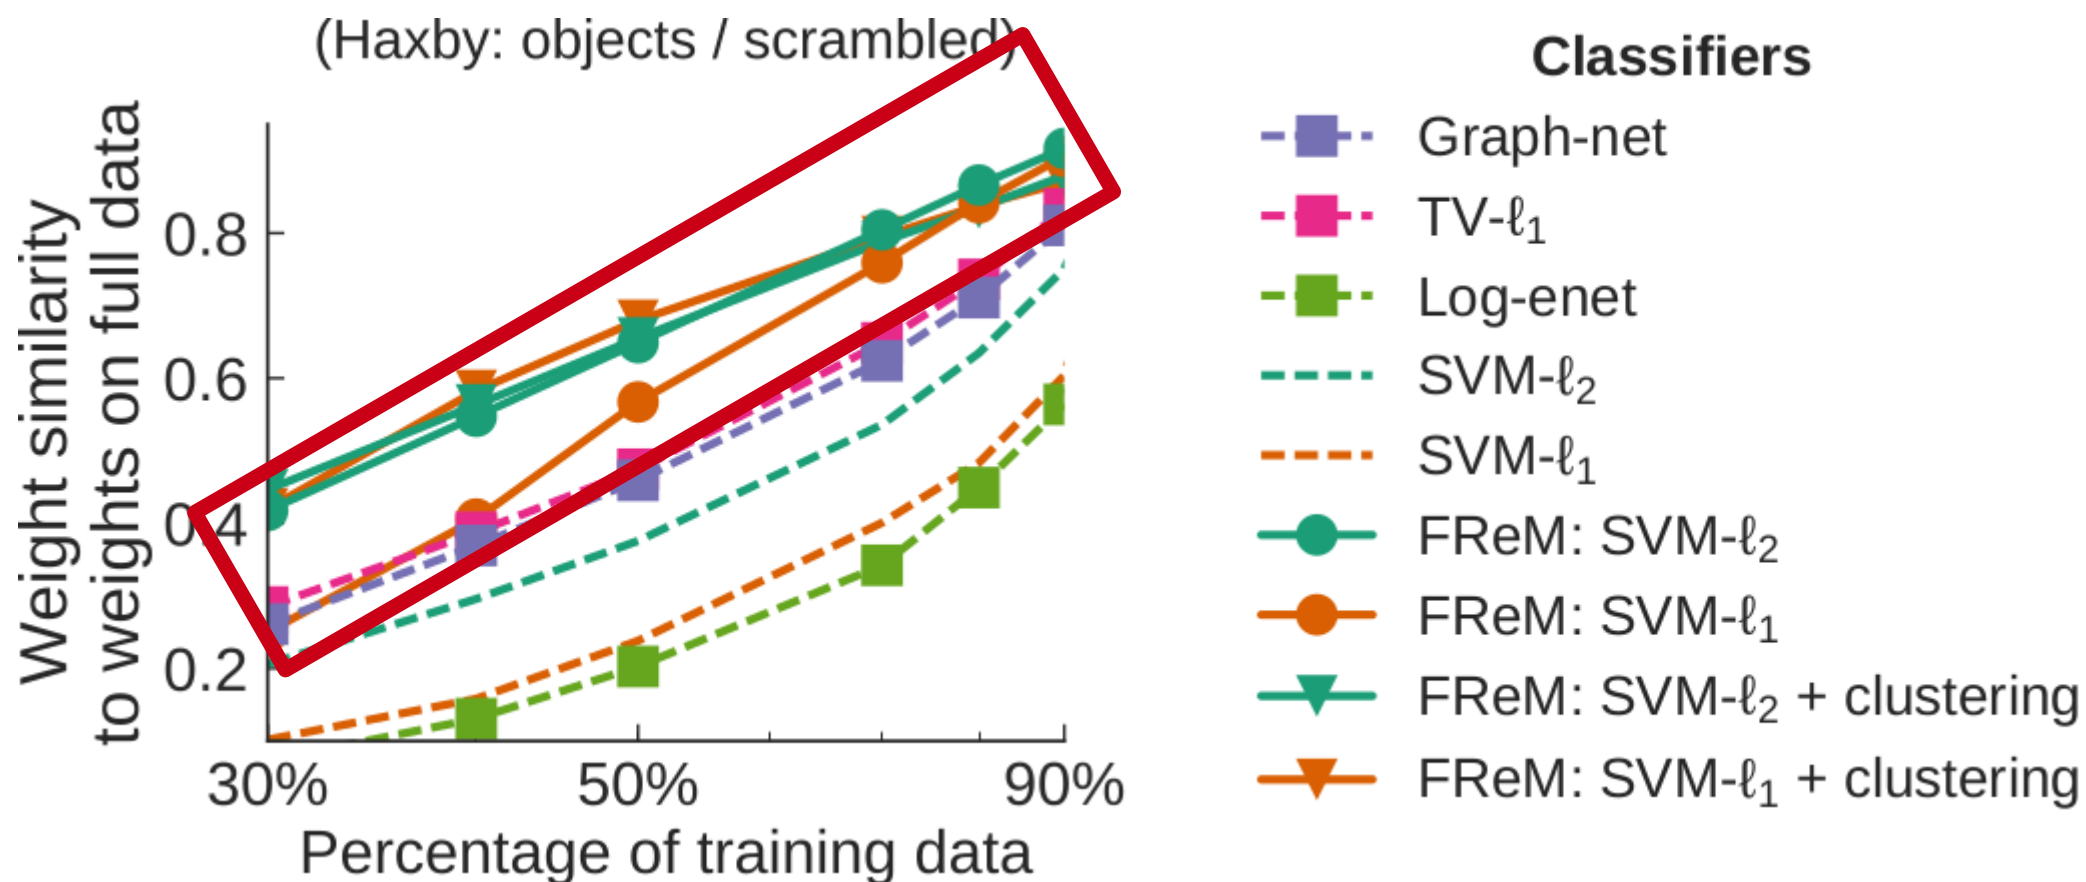 (Haxby: objects / scrambled)
Weight similarity
to weights on full data
0.8
0.6
0.4
0.2
30%
50%
90%
Percentage of training data
Classifiers
Graph-net
TV-ℓ₁
Log-enet
SVM-ℓ₂
SVM-ℓ₁
FReM: SVM-ℓ₂
FReM: SVM-ℓ₁
FReM: SVM-ℓ₂ + clustering
FReM: SVM-ℓ₁ + clustering